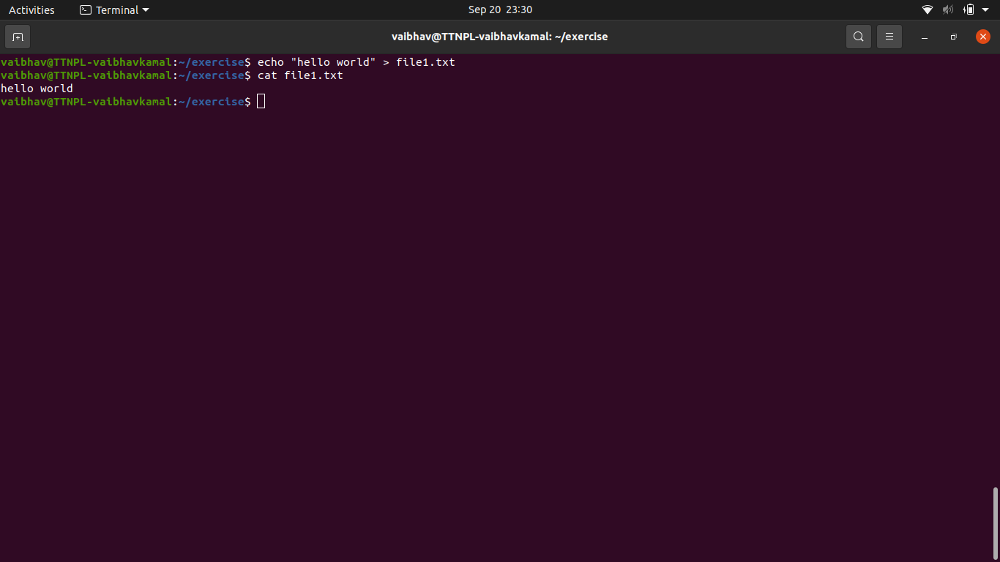 Activities
Terminal
Sep 20 23:30
vaibhav@TTNPL-vaibhavkamal: ~/exercise
vaibhav@TTNPL-vaibhavkamal:~/exercise$ echo "hello world" > file1.txt
vaibhav@TTNPL-vaibhavkamal:~/exercise$ cat file1.txt
hello world
vaibhav@TTNPL-vaibhavkamal:~/exercise$